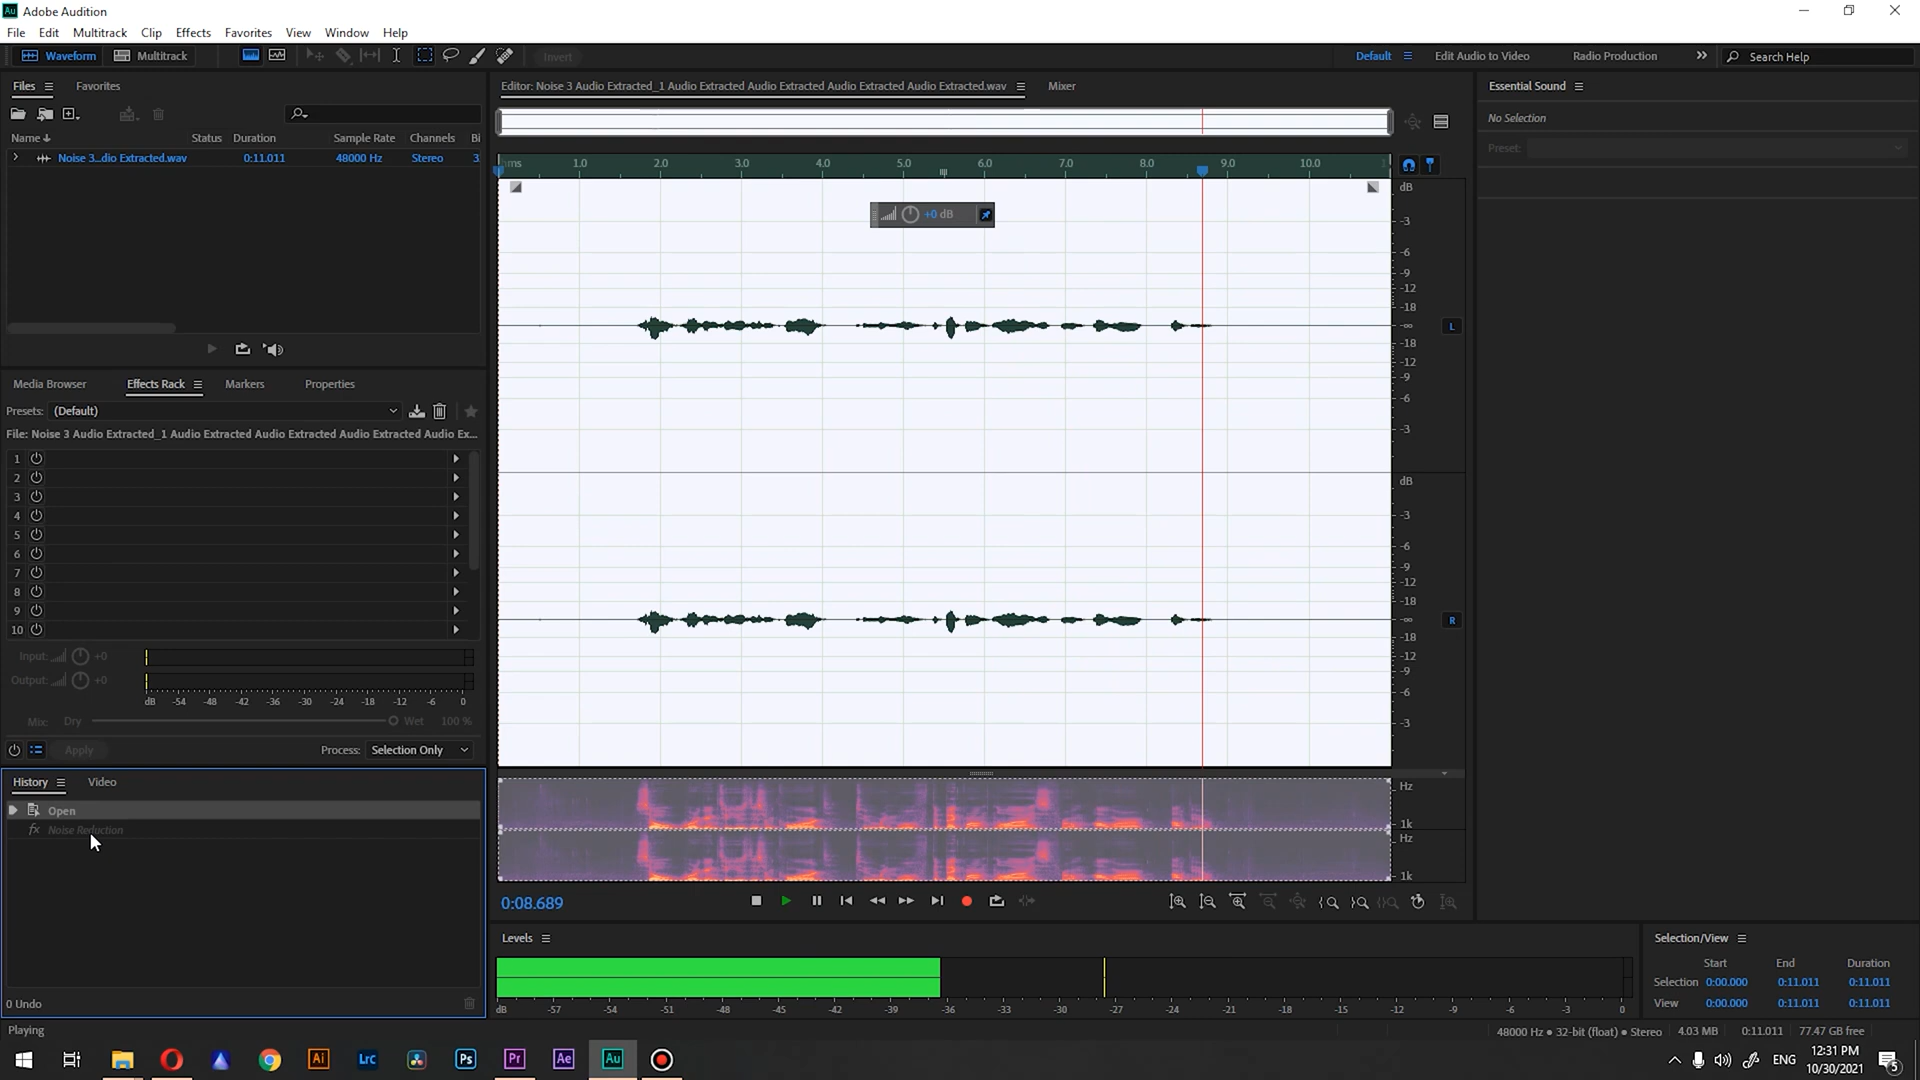 Au Adobe Audition
File Edit Multitrack Clip Effects Favorites View Window Help
Waveform Multitrack Invert Default Edit Audio to Video Radio Production Search Help
Files Favorites
Name Status Duration Sample Rate Channels Bi
Noise 3...dio Extracted.wav 0:11.011 48000 Hz Stereo 3
Media Browser Effects Rack Markers Properties
Presets: (Default)
File: Noise 3 Audio Extracted_1 Audio Extracted Audio Extracted Audio Extracted Audio Ex...
1
2
3
4
5
6
7
8
9
10
Input: +0
Output: +0
dB -54 -48 -42 -36 -30 -24 -18 -12 -6 0
Mix: Dry Wet 100 %
Apply Process: Selection Only
History Video
Open
fx Noise Reduction
0 Undo
Playing
Editor: Noise 3 Audio Extracted_1 Audio Extracted Audio Extracted Audio Extracted Audio Extracted.wav Mixer
hms 1.0 2.0 3.0 4.0 5.0 6.0 7.0 8.0 9.0 10.0
+0 dB
dB
-3
-6
-9
-12
-18
-∞
-18
-12
-9
-6
-3
L
dB
-3
-6
-9
-12
-18
-∞
-18
-12
-9
-6
-3
R
Hz
1k
Hz
1k
0:08.689
Levels
dB -57 -54 -51 -48 -45 -42 -39 -36 -33 -30 -27 -24 -21 -18 -15 -12 -9 -6 -3 0
Essential Sound
No Selection
Preset:
Selection/View
Start End Duration
Selection 0:00.000 0:11.011 0:11.011
View 0:00.000 0:11.011 0:11.011
48000 Hz ● 32-bit (float) ● Stereo 4.03 MB 0:11.011 77.47 GB free
Ai Lrc Ps Pr Ae Au
ENG 12:31 PM
10/30/2021 5